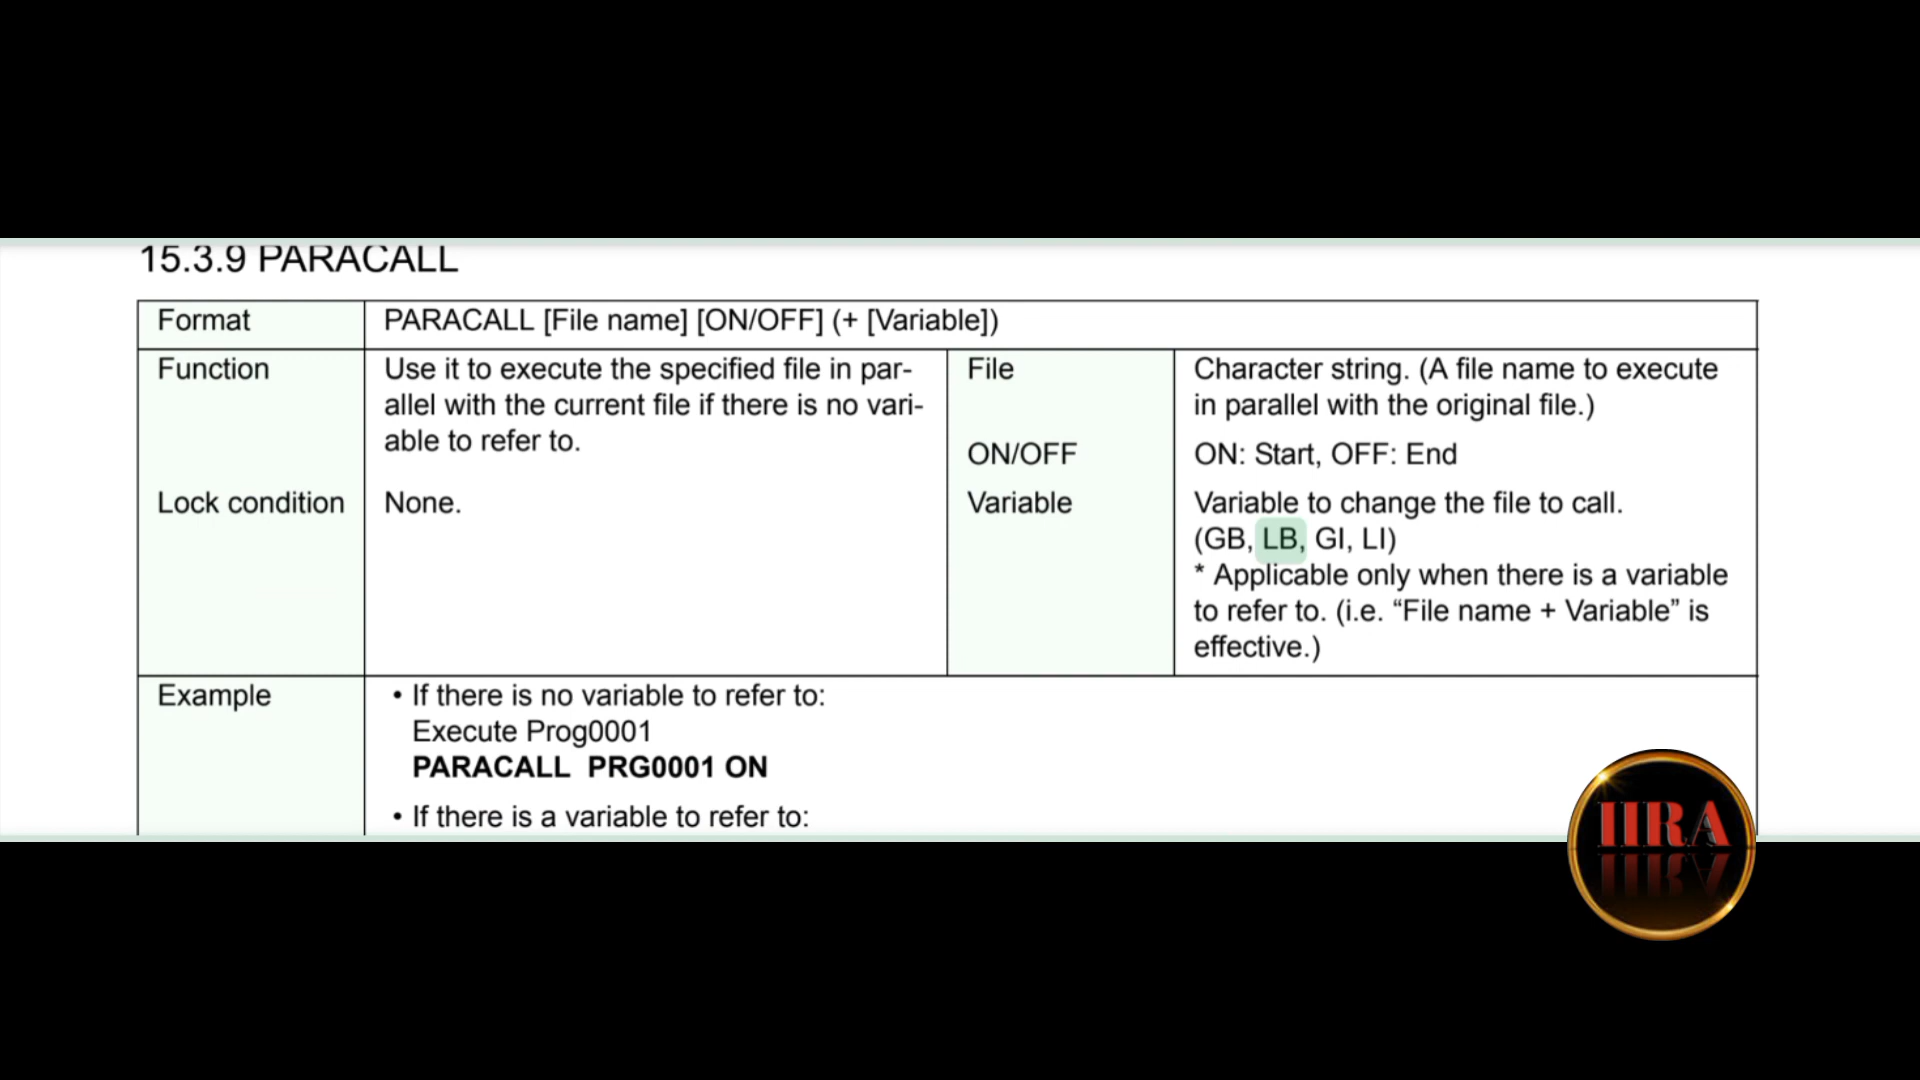 15.3.9 PARACALL
Format
PARACALL [File name] [ON/OFF] (+ [Variable])
Function
Use it to execute the specified file in par-
allel with the current file if there is no vari-
able to refer to.
File
Character string. (A file name to execute
in parallel with the original file.)
ON/OFF
ON: Start, OFF: End
Lock condition
None.
Variable
Variable to change the file to call.
(GB, LB, GI, LI)
* Applicable only when there is a variable
to refer to. (i.e. “File name + Variable” is
effective.)
Example
• If there is no variable to refer to:
Execute Prog0001
PARACALL PRG0001 ON
• If there is a variable to refer to:
IIRA